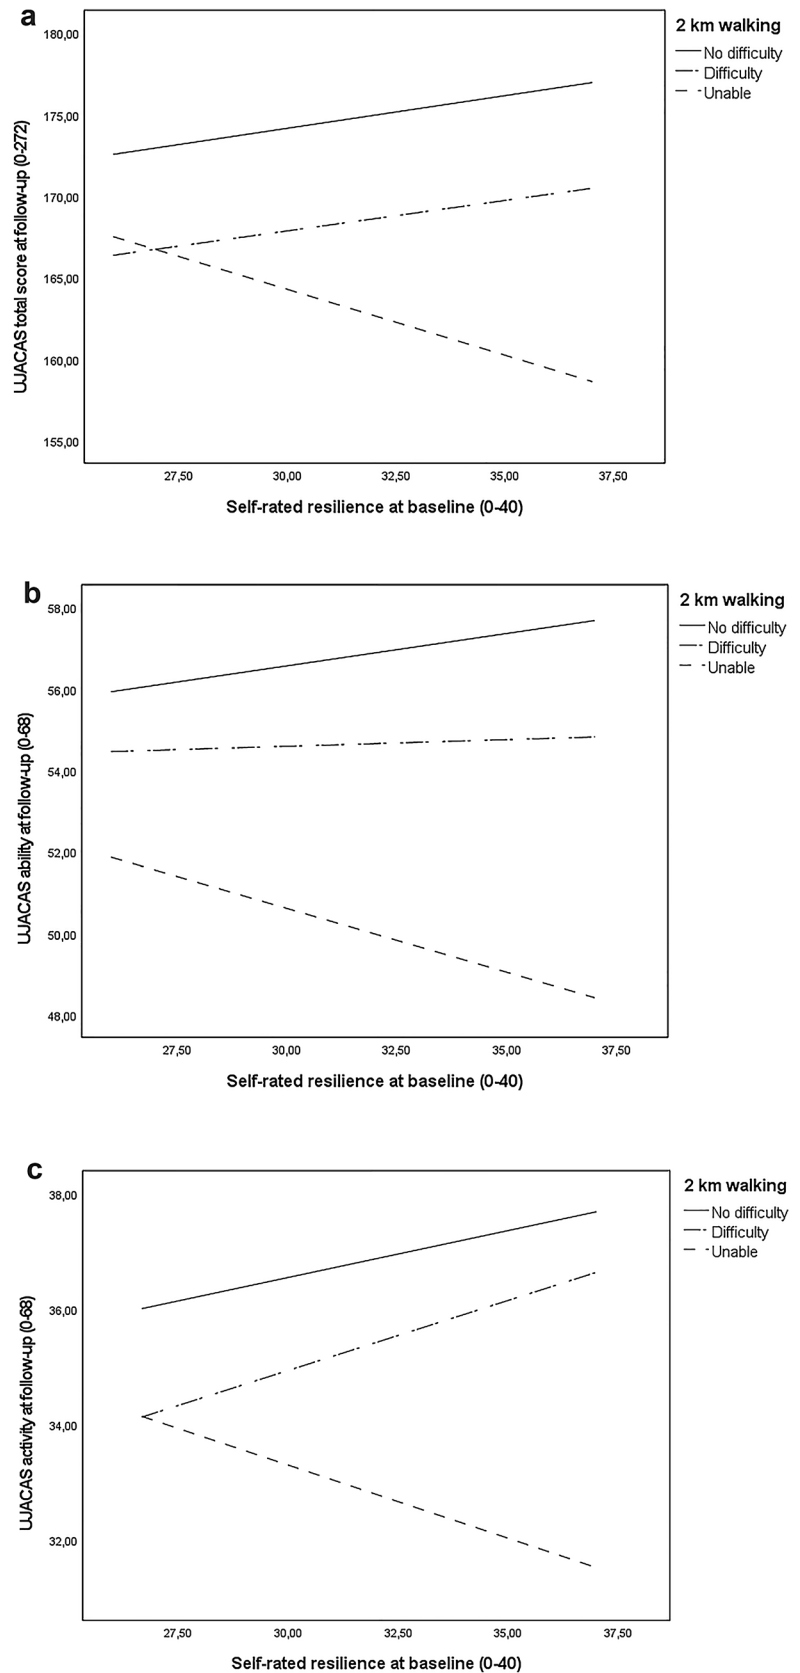 a
2 km walking
No difficulty
Difficulty
Unable
UJACAS total score at follow-up (0-272)
180,00
175,00
170,00
165,00
160,00
155,00
27,50 30,00 32,50 35,00 37,50
Self-rated resilience at baseline (0-40)
b
2 km walking
No difficulty
Difficulty
Unable
UJACAS ability at follow-up (0-68)
58,00
56,00
54,00
52,00
50,00
48,00
27,50 30,00 32,50 35,00 37,50
Self-rated resilience at baseline (0-40)
c
2 km walking
No difficulty
Difficulty
Unable
UJACAS activity at follow-up (0-68)
38,00
36,00
34,00
32,00
27,50 30,00 32,50 35,00 37,50
Self-rated resilience at baseline (0-40)